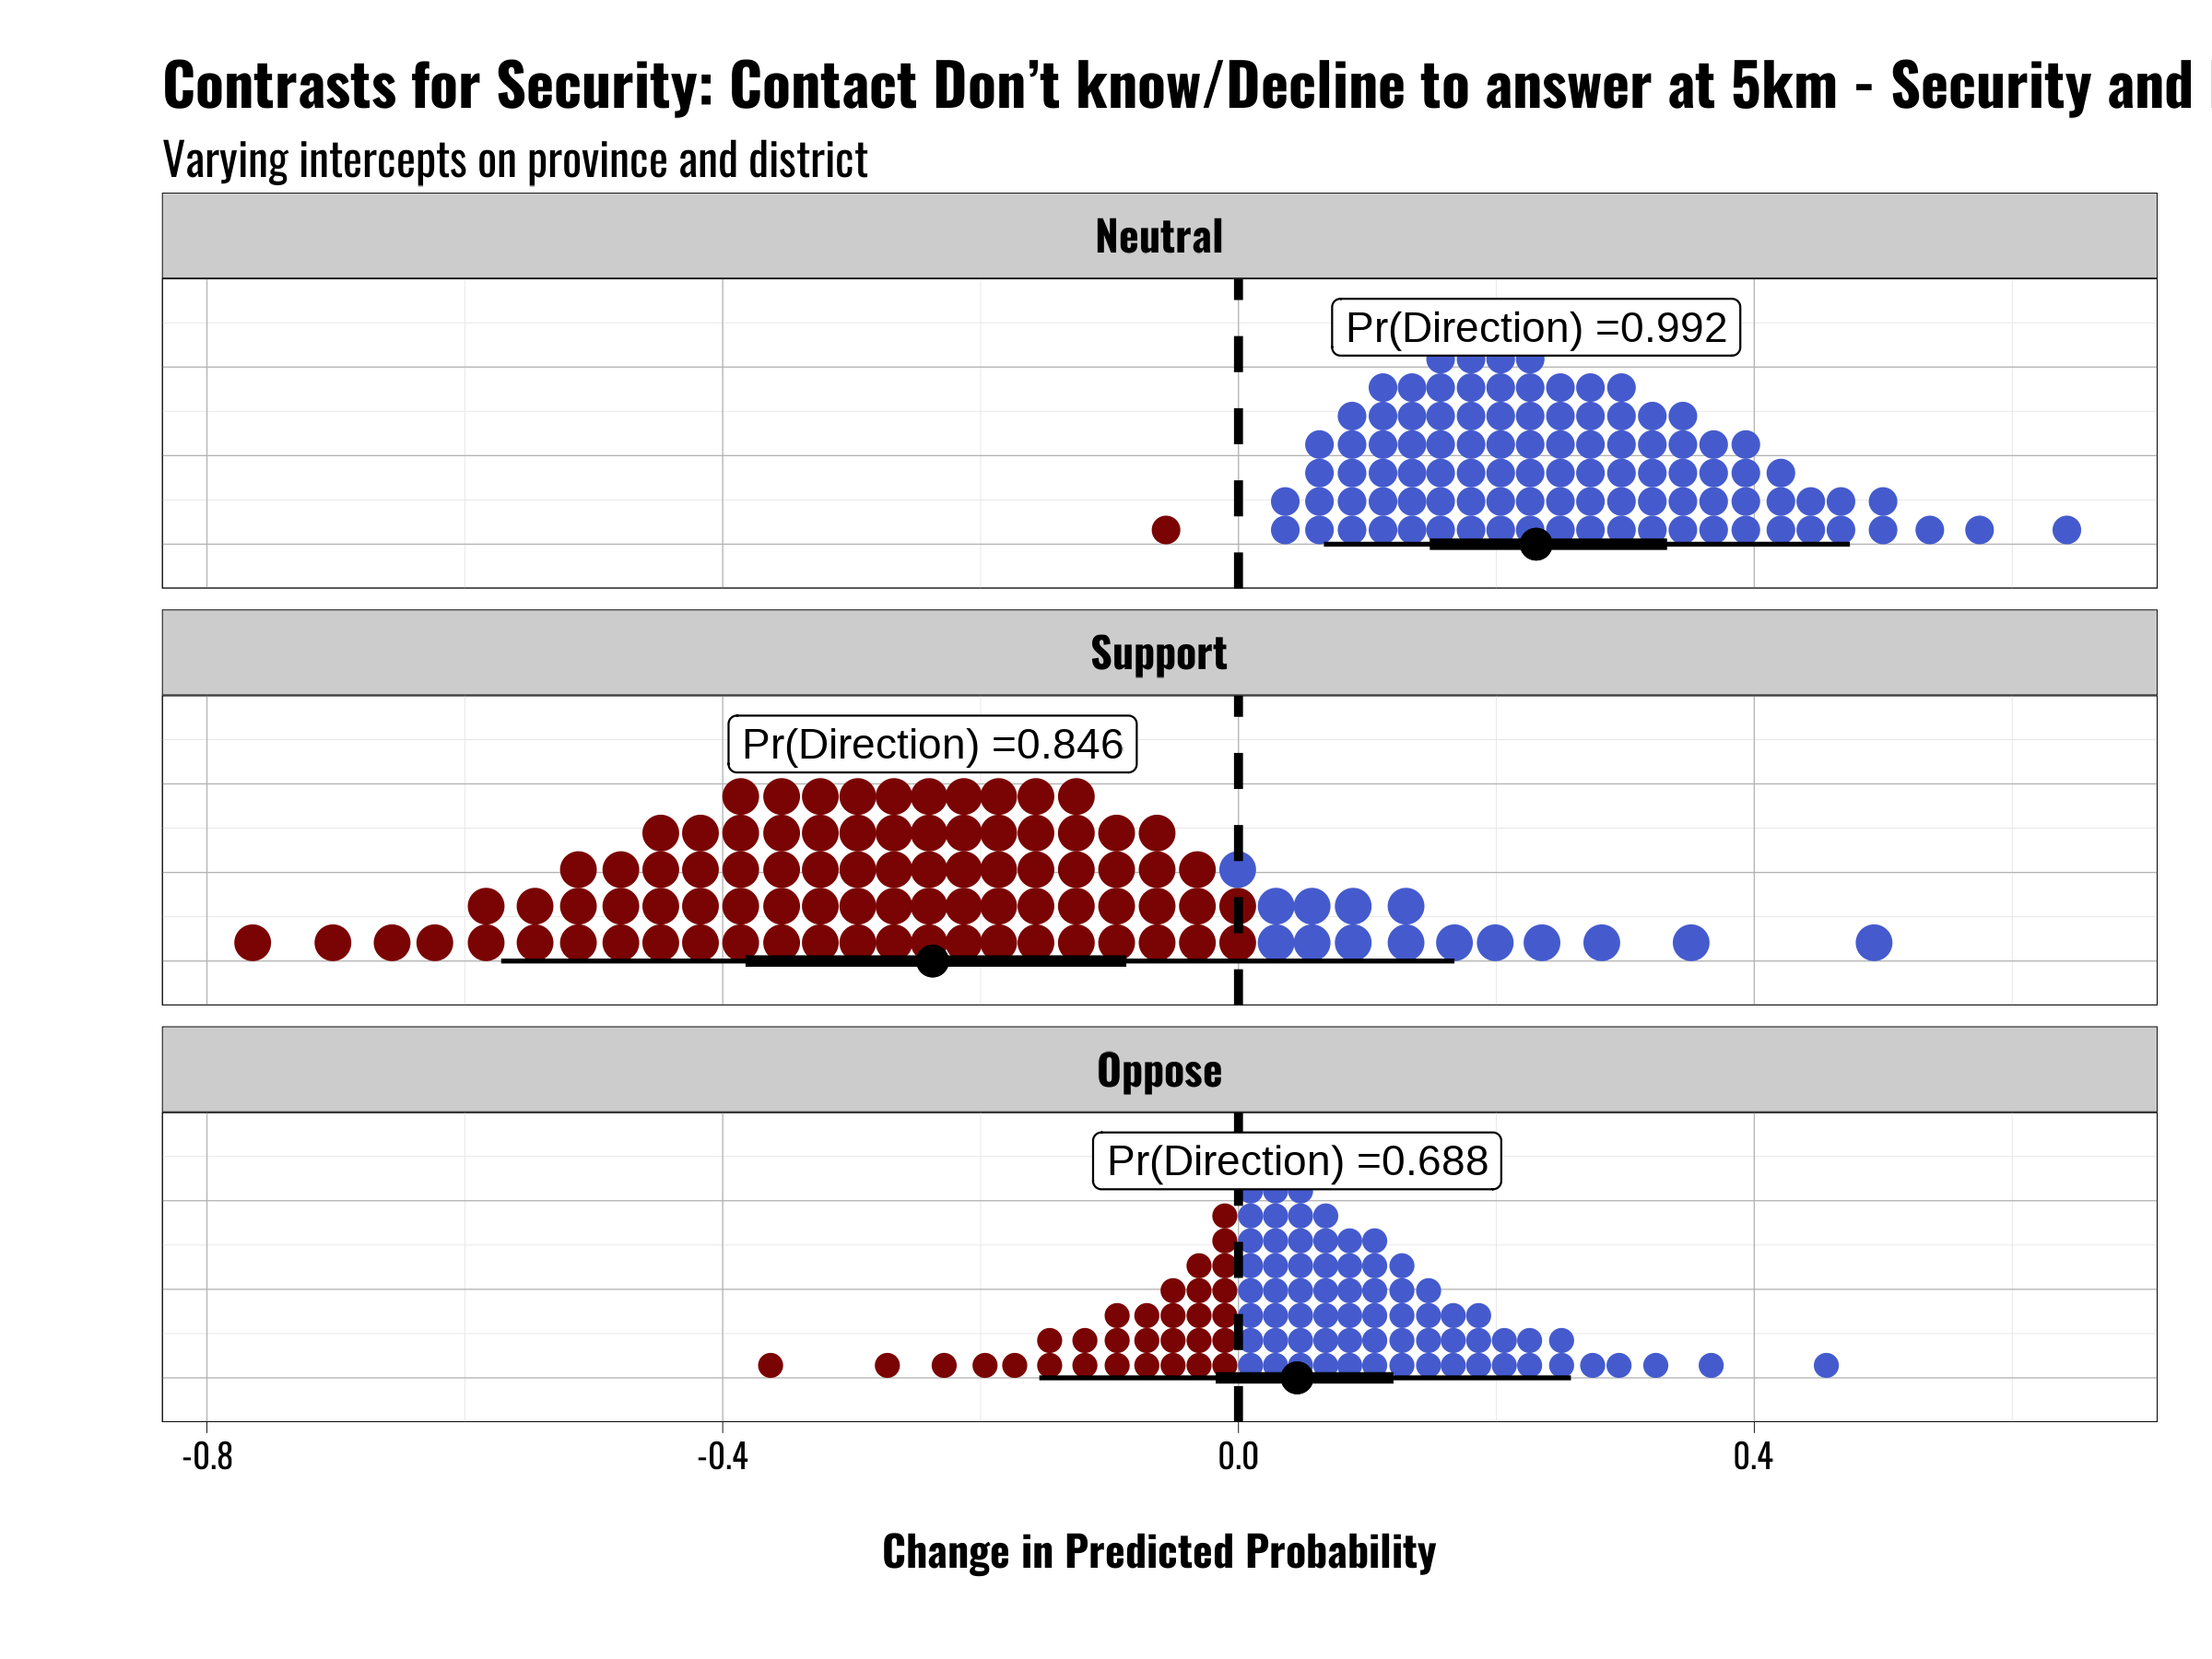 Contrasts for Security: Contact Don’t know/Decline to answer at 5km - Security and
Varying intercepts on province and district
Neutral
Pr(Direction) =0.992
Support
Pr(Direction) =0.846
Oppose
Pr(Direction) =0.688
-0.8 -0.4 0.0 0.4
Change in Predicted Probability